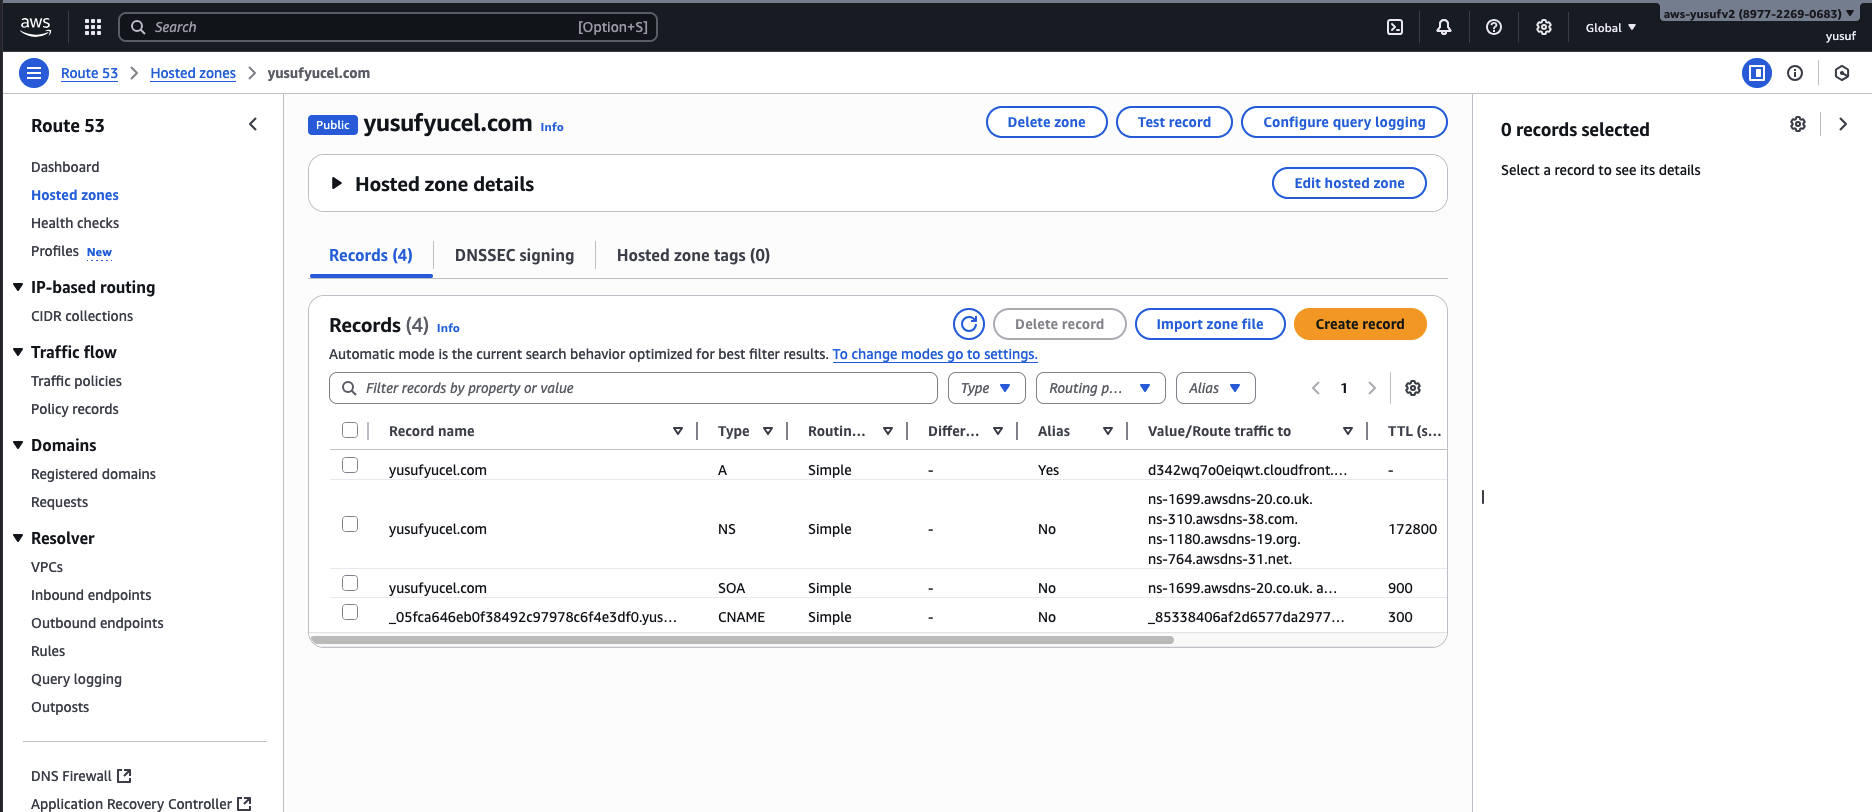 aws
Search
[Option+S]
Global
aws-yusufv2 (8977-2269-0683)
yusuf
Route 53
Hosted zones
yusufyucel.com
Route 53
Dashboard
Hosted zones
Health checks
Profiles New
IP-based routing
CIDR collections
Traffic flow
Traffic policies
Policy records
Domains
Registered domains
Requests
Resolver
VPCs
Inbound endpoints
Outbound endpoints
Rules
Query logging
Outposts
DNS Firewall
Application Recovery Controller
Public yusufyucel.com Info
Delete zone
Test record
Configure query logging
Hosted zone details
Edit hosted zone
Records (4)
DNSSEC signing
Hosted zone tags (0)
Records (4) Info
Delete record
Import zone file
Create record
Automatic mode is the current search behavior optimized for best filter results. To change modes go to settings.
Filter records by property or value
Type
Routing p...
Alias
1
Record name Type Routin... Differ... Alias Value/Route traffic to TTL (s...
yusufyucel.com A Simple - Yes d342wq7o0eiqwt.cloudfront.... -
yusufyucel.com NS Simple - No ns-1699.awsdns-20.co.uk. 172800
ns-310.awsdns-38.com.
ns-1180.awsdns-19.org.
ns-764.awsdns-31.net.
yusufyucel.com SOA Simple - No ns-1699.awsdns-20.co.uk. a... 900
_05fca646eb0f38492c97978c6f4e3df0.yus... CNAME Simple - No _85338406af2d6577da2977... 300
0 records selected
Select a record to see its details